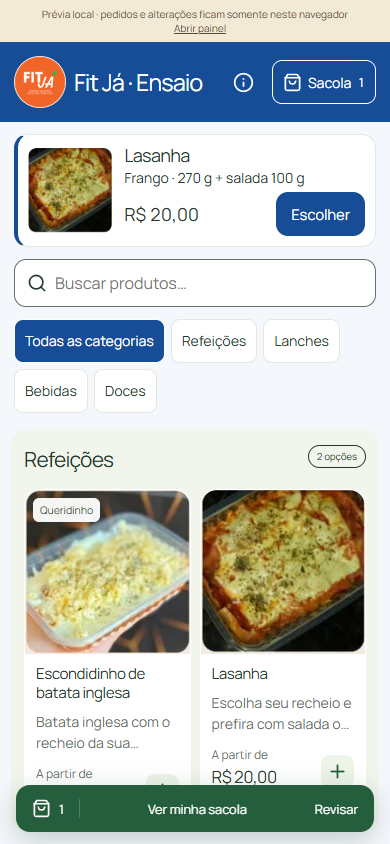 Prévia local · pedidos e alterações ficam somente neste navegador
Abrir painel
FIT
JÁ
Fit Já · Ensaio
Sacola 1
Lasanha
Frango · 270 g + salada 100 g
R$ 20,00
Escolher
Buscar produtos...
Todas as categorias
Refeições
Lanches
Bebidas
Doces
Refeições
2 opções
Queridinho
Escondidinho de
batata inglesa
Batata inglesa com o
recheio da sua...
A partir de
Lasanha
Escolha seu recheio e
prefira com salada o...
A partir de
R$ 20,00
1
Ver minha sacola
Revisar